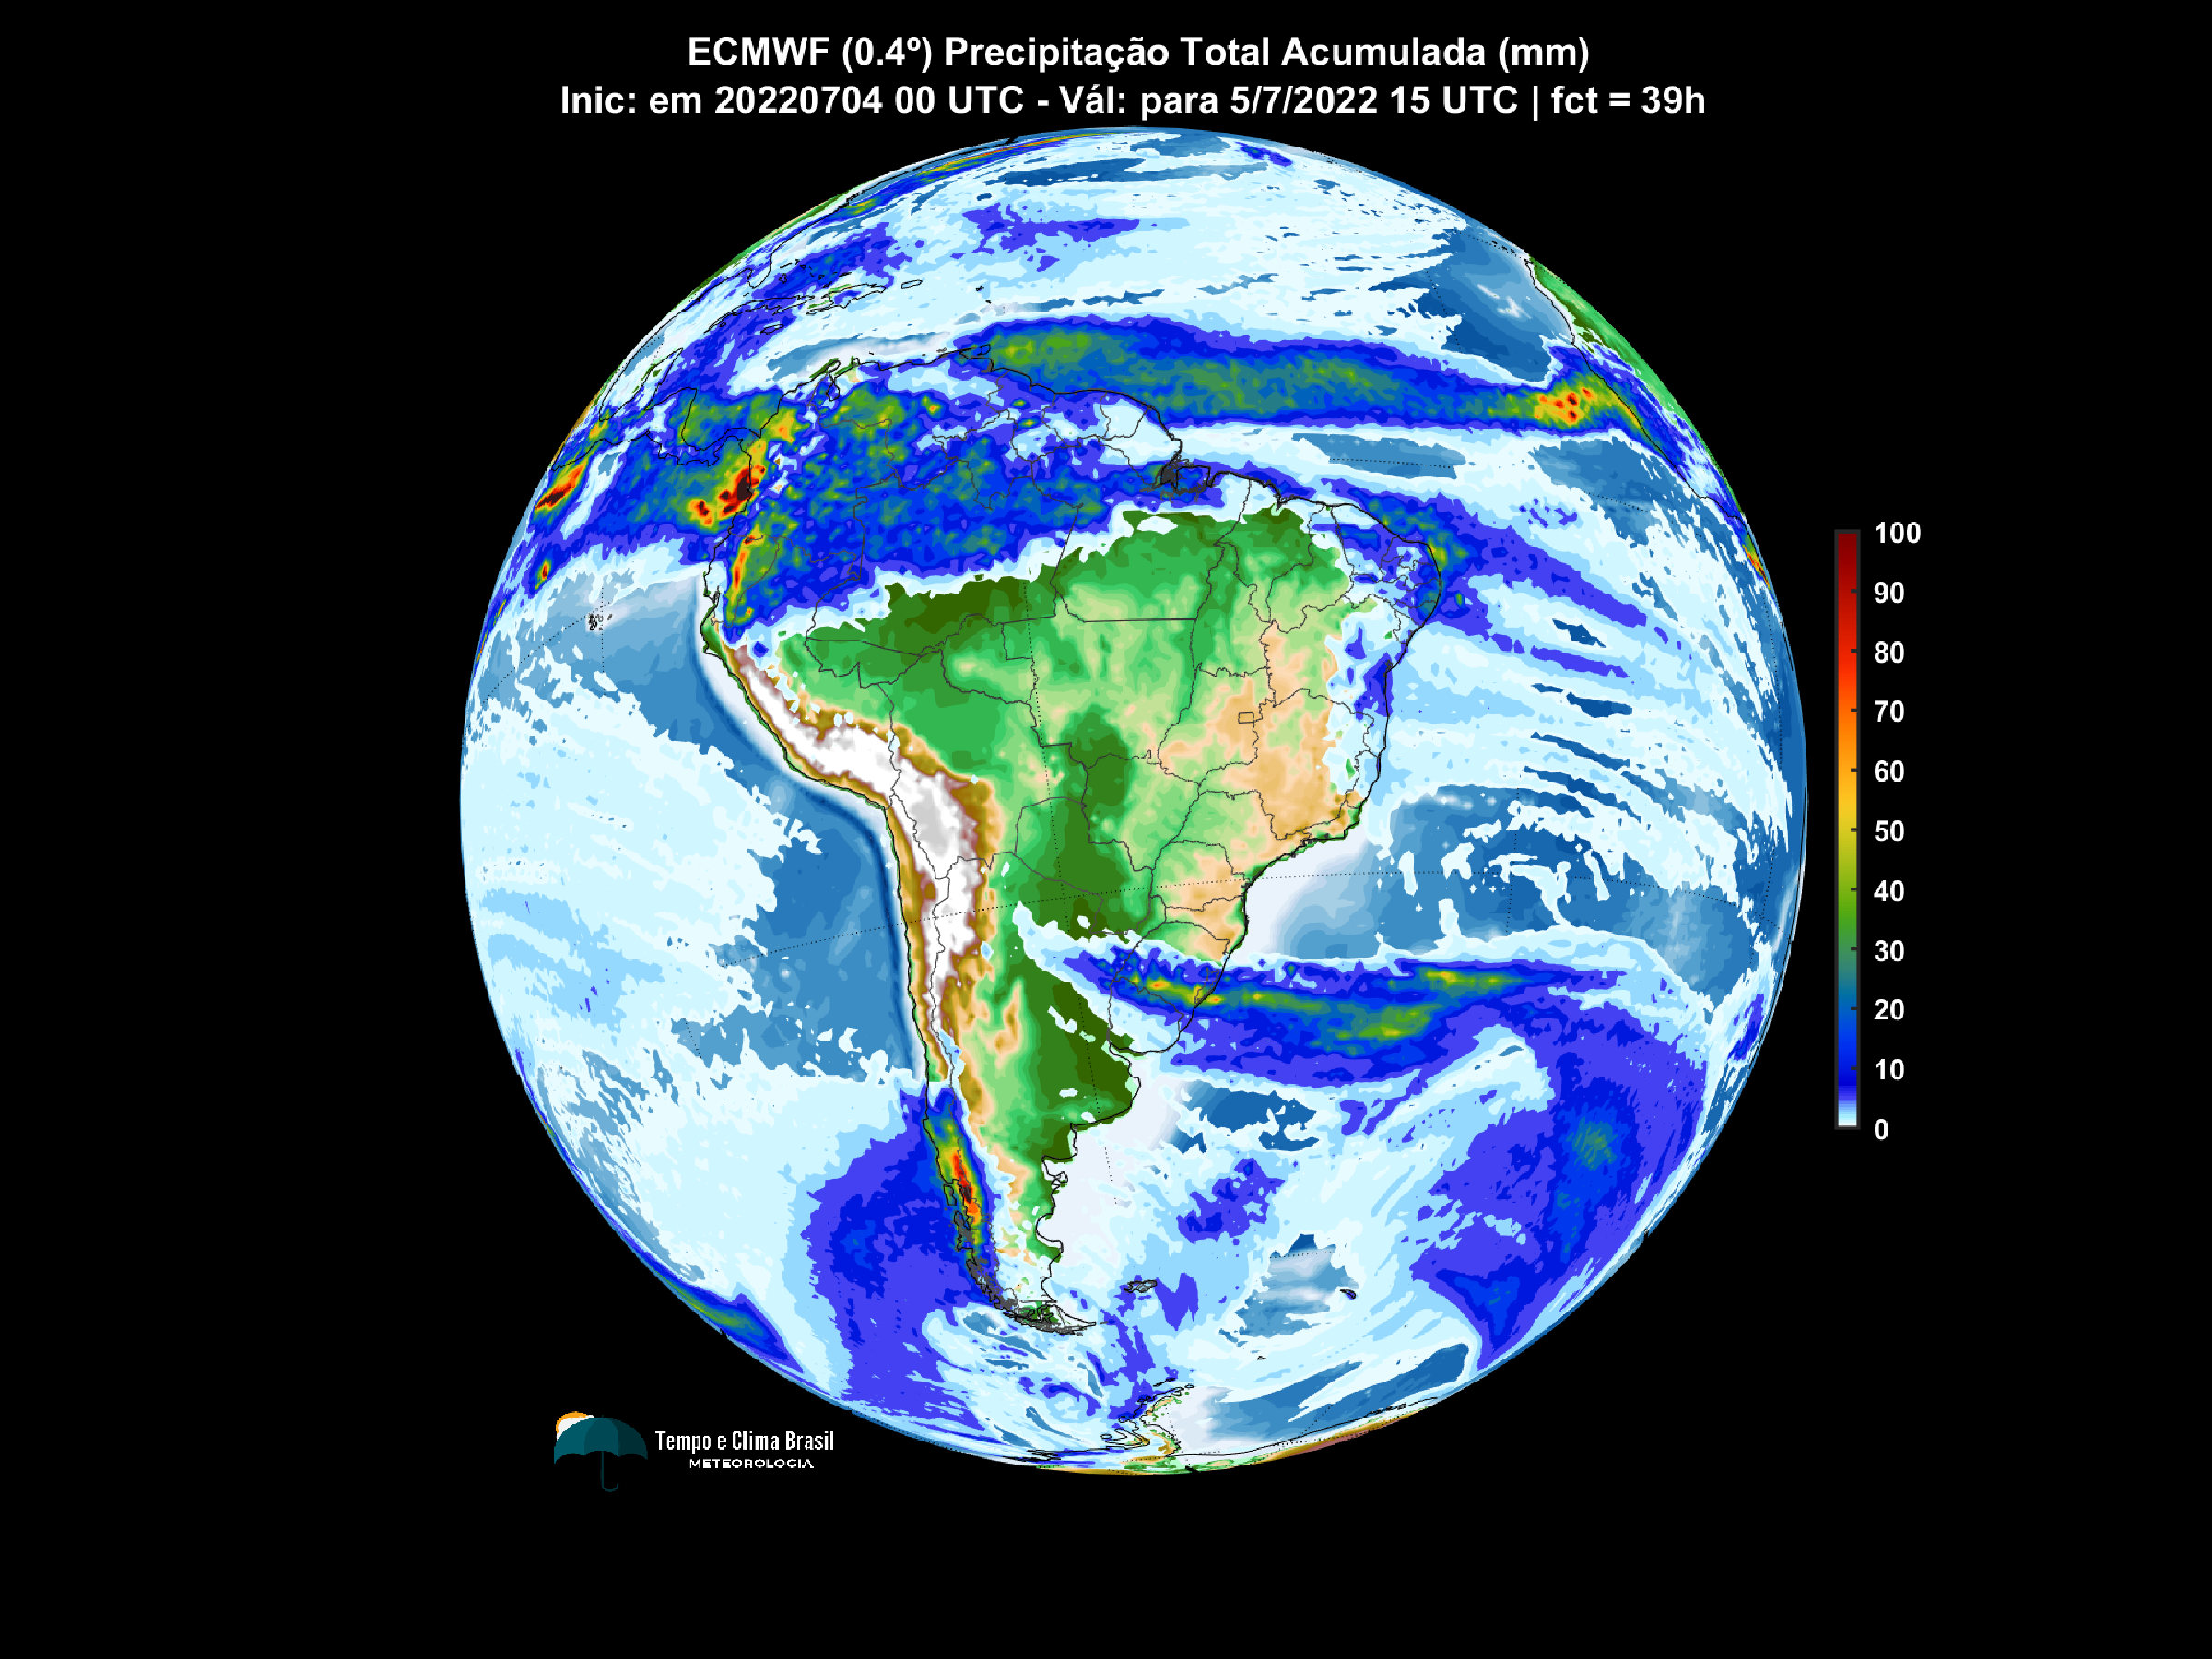 ECMWF (0.4º) Precipitação Total Acumulada (mm)
Inic: em 20220704 00 UTC - Vál: para 5/7/2022 15 UTC | fct = 39h
100
90
80
70
60
50
40
30
20
10
0
Tempo e Clima Brasil
METEOROLOGIA